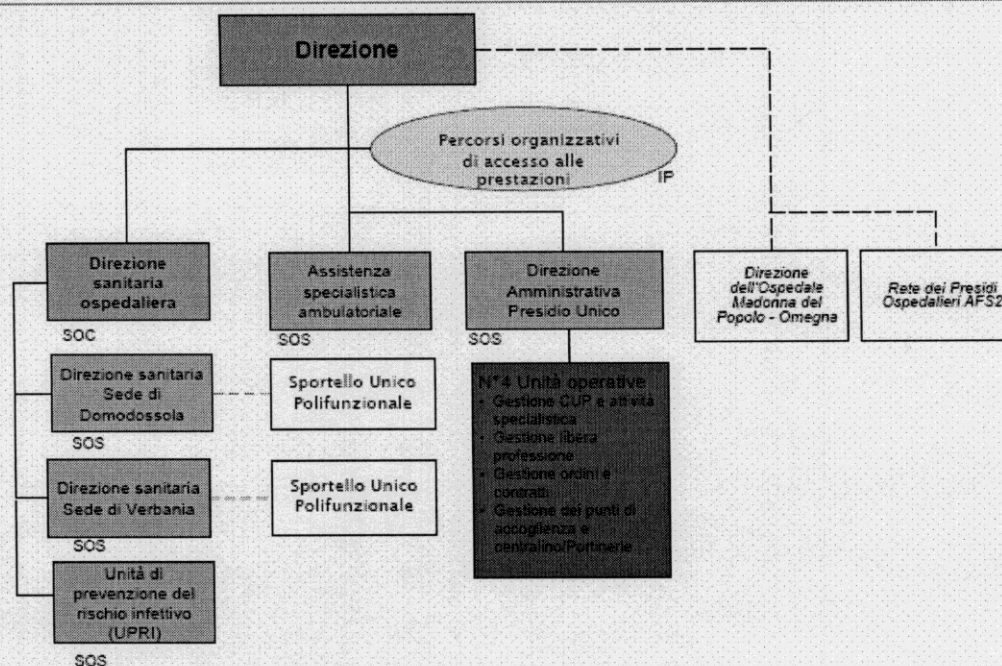 Direzione
Percorsi organizzativi
di accesso alle
prestazioni
IP
Direzione
sanitaria
ospedaliera
SOC
Assistenza
specialistica
ambulatoriale
SOS
Direzione
Amministrativa
Presidio Unico
SOS
Direzione
dell'Ospedale
Madonna del
Popolo - Omegna
Rete dei Presidi
Ospedalieri AFS2
Direzione sanitaria
Sede di
Domodossola
SOS
Sportello Unico
Polifunzionale
N°4 Unità operative
• Gestione CUP e attività
specialistica
• Gestione libera
professione
• Gestione ordini e
contratti
• Gestione dei punti di
accoglienza e
centralino/Portinerie
Direzione sanitaria
Sede di Verbania
SOS
Sportello Unico
Polifunzionale
Unità di
prevenzione del
rischio infettivo
(UPRI)
SOS